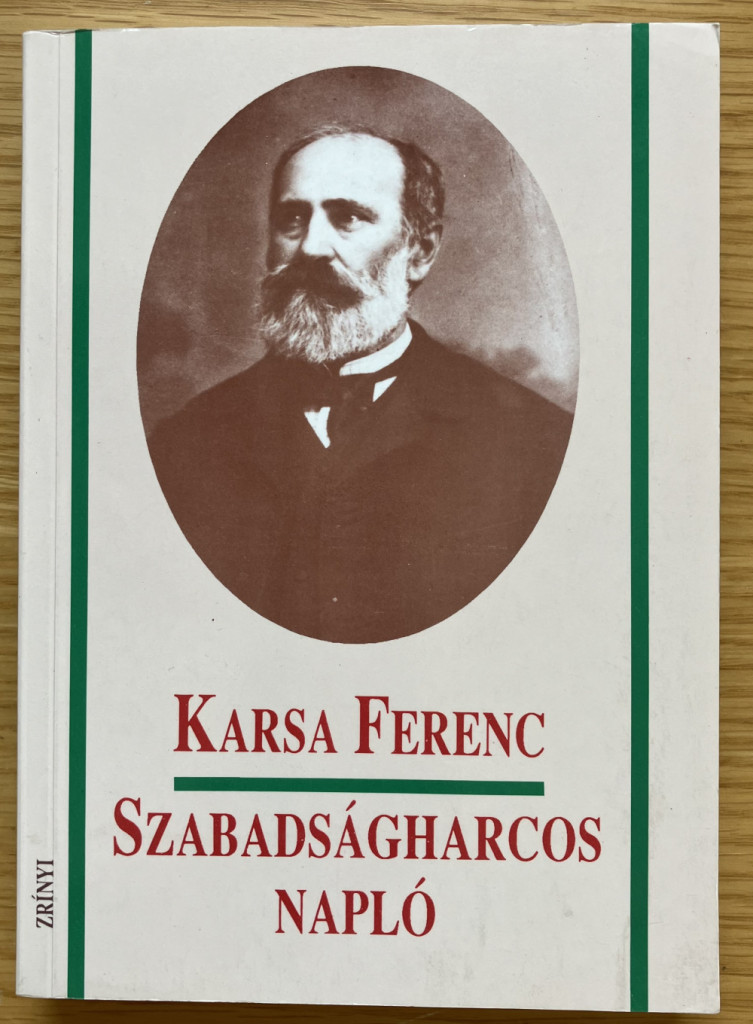 KARSA FERENC
SZABADSÁGHARCOS
NAPLÓ
ZRÍNYI